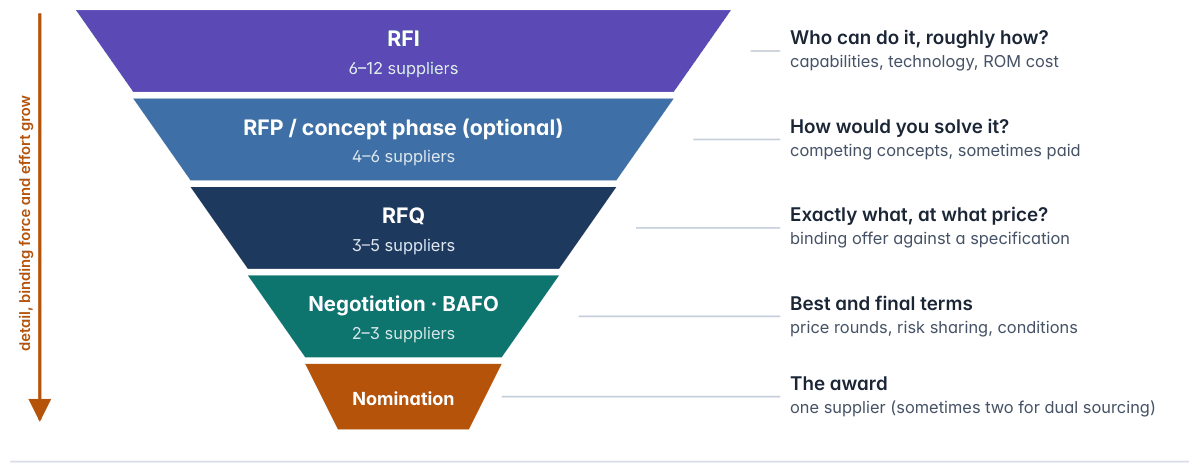 detail, binding force and effort grow
RFI
6–12 suppliers
Who can do it, roughly how?
capabilities, technology, ROM cost
RFP / concept phase (optional)
4–6 suppliers
How would you solve it?
competing concepts, sometimes paid
RFQ
3–5 suppliers
Exactly what, at what price?
binding offer against a specification
Negotiation · BAFO
2–3 suppliers
Best and final terms
price rounds, risk sharing, conditions
Nomination
The award
one supplier (sometimes two for dual sourcing)